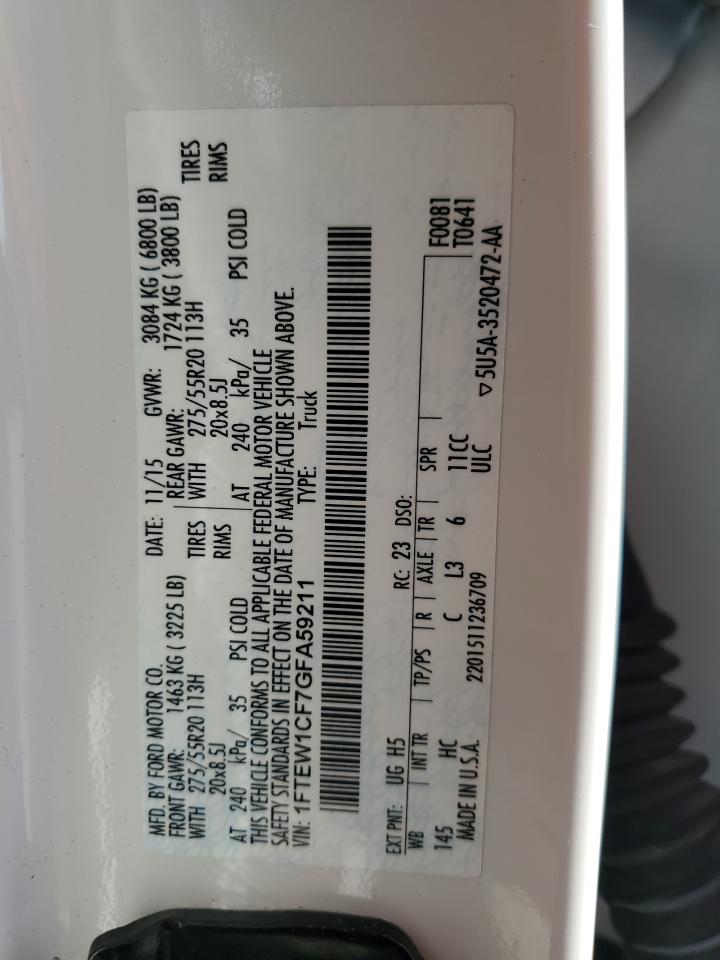 MFD. BY FORD MOTOR CO. DATE: 11/15 GVWR: 3084 KG ( 6800 LB)
FRONT GAWR: 1463 KG ( 3225 LB) REAR GAWR: 1724 KG ( 3800 LB)
WITH 275/55R20 113H TIRES WITH 275/55R20 113H TIRES
20x8.5J RIMS 20x8.5J RIMS
AT 240 kPa/ 35 PSI COLD AT 240 kPa/ 35 PSI COLD
THIS VEHICLE CONFORMS TO ALL APPLICABLE FEDERAL MOTOR VEHICLE
SAFETY STANDARDS IN EFFECT ON THE DATE OF MANUFACTURE SHOWN ABOVE.
VIN: 1FTEW1CF7GFA59211 TYPE: Truck
EXT PNT: UG H5 RC: 23 DSO:
WB INT TR TP/PS R AXLE TR SPR F0081
145 HC C L3 6 11CC T0641
MADE IN U.S.A. 2201511236709 ULC ▽5U5A-3520472-AA